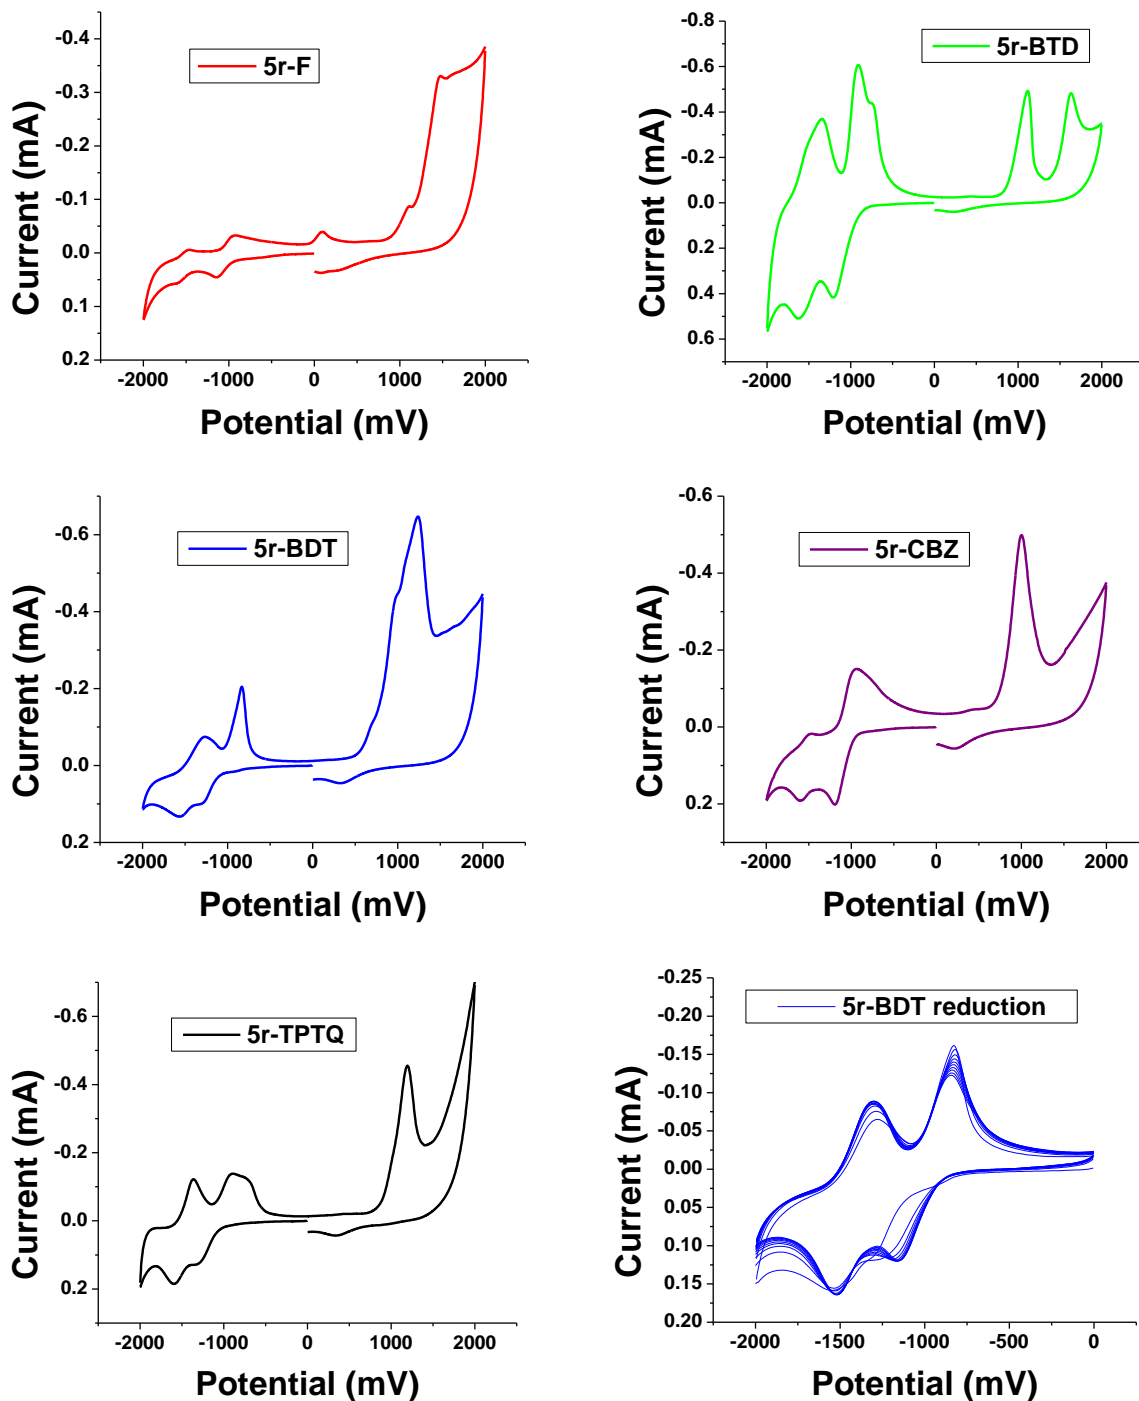 -0.4
-0.3
-0.2
-0.1
0.0
0.1
0.2
Current (mA)
5r-F
-2000 -1000 0 1000 2000
Potential (mV)
-0.8
-0.6
-0.4
-0.2
0.0
0.2
0.4
0.6
Current (mA)
5r-BTD
-2000 -1000 0 1000 2000
Potential (mV)
-0.6
-0.4
-0.2
0.0
0.2
Current (mA)
5r-BDT
-2000 -1000 0 1000 2000
Potential (mV)
-0.6
-0.4
-0.2
0.0
0.2
Current (mA)
5r-CBZ
-2000 -1000 0 1000 2000
Potential (mV)
-0.6
-0.4
-0.2
0.0
0.2
Current (mA)
5r-TPTQ
-2000 -1000 0 1000 2000
Potential (mV)
-0.25
-0.20
-0.15
-0.10
-0.05
0.00
0.05
0.10
0.15
0.20
Current (mA)
5r-BDT reduction
-2000 -1500 -1000 -500 0
Potential (mV)